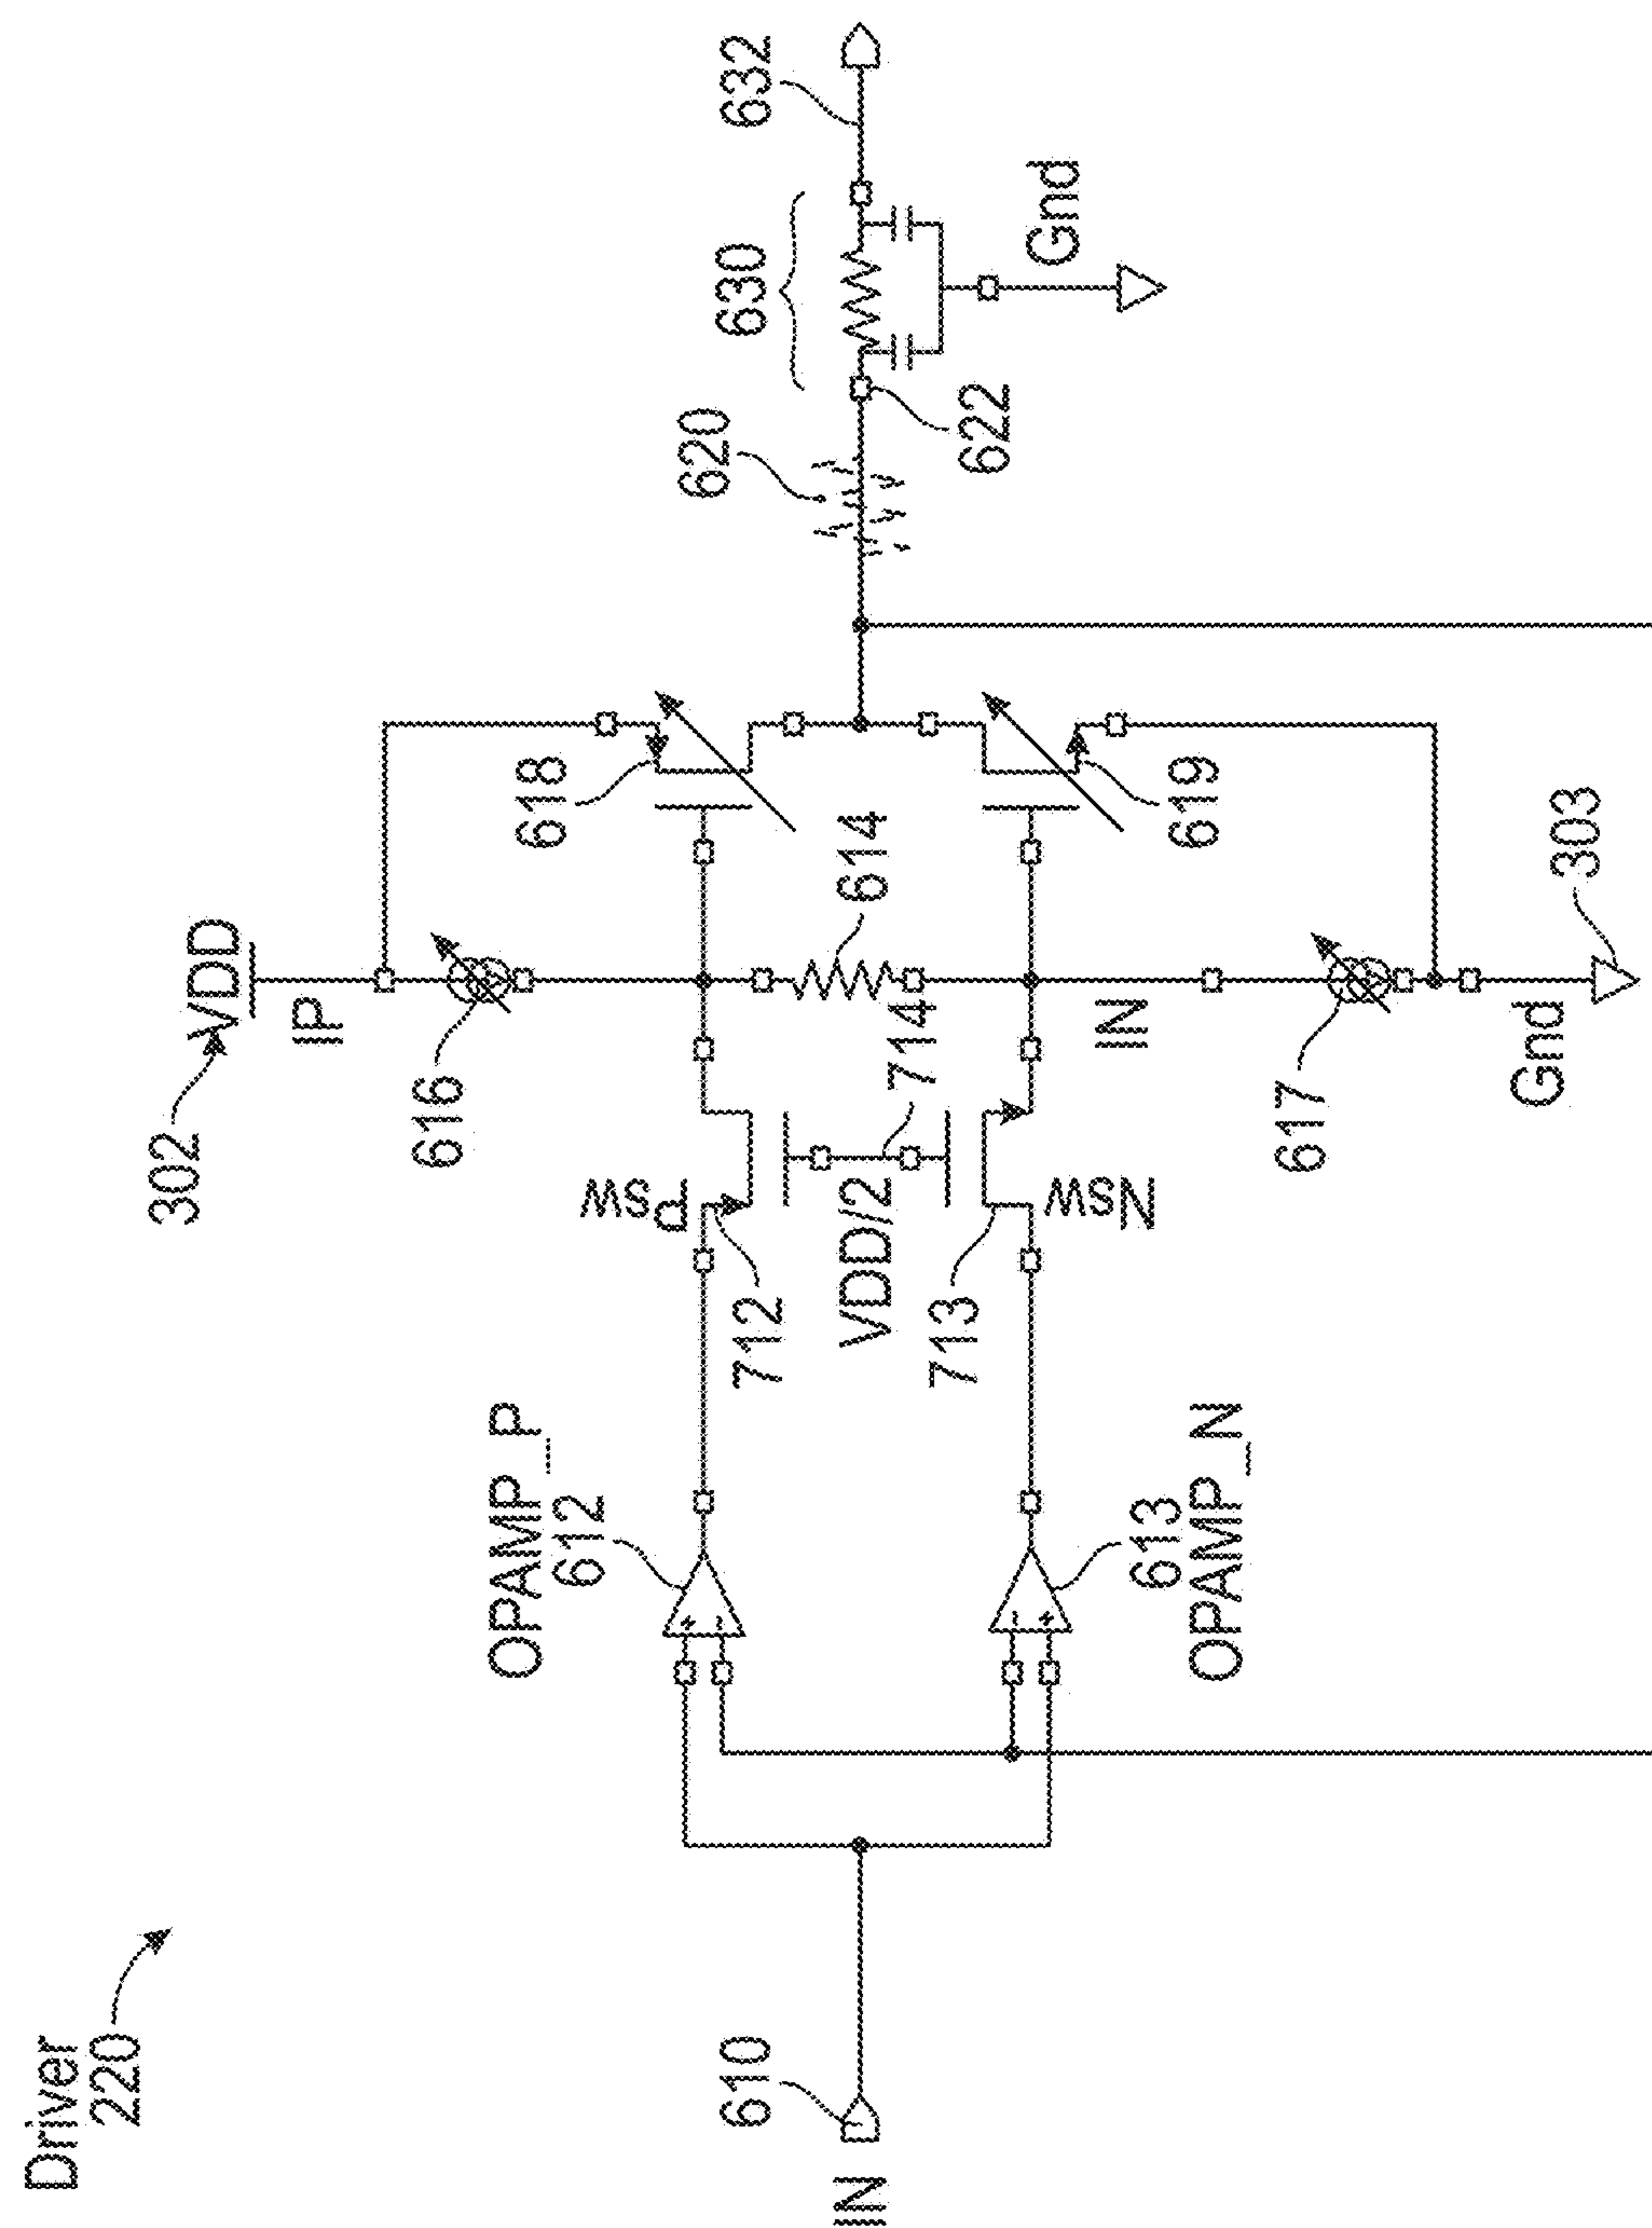 Driver
220
IN
610
OPAMP_P
612
613
OPAMP_N
302
VDD
IP
616
PSW
712
VDD/2
714
713
NSW
IN
617
Gnd
303
618
614
619
620
622
630
Gnd
632